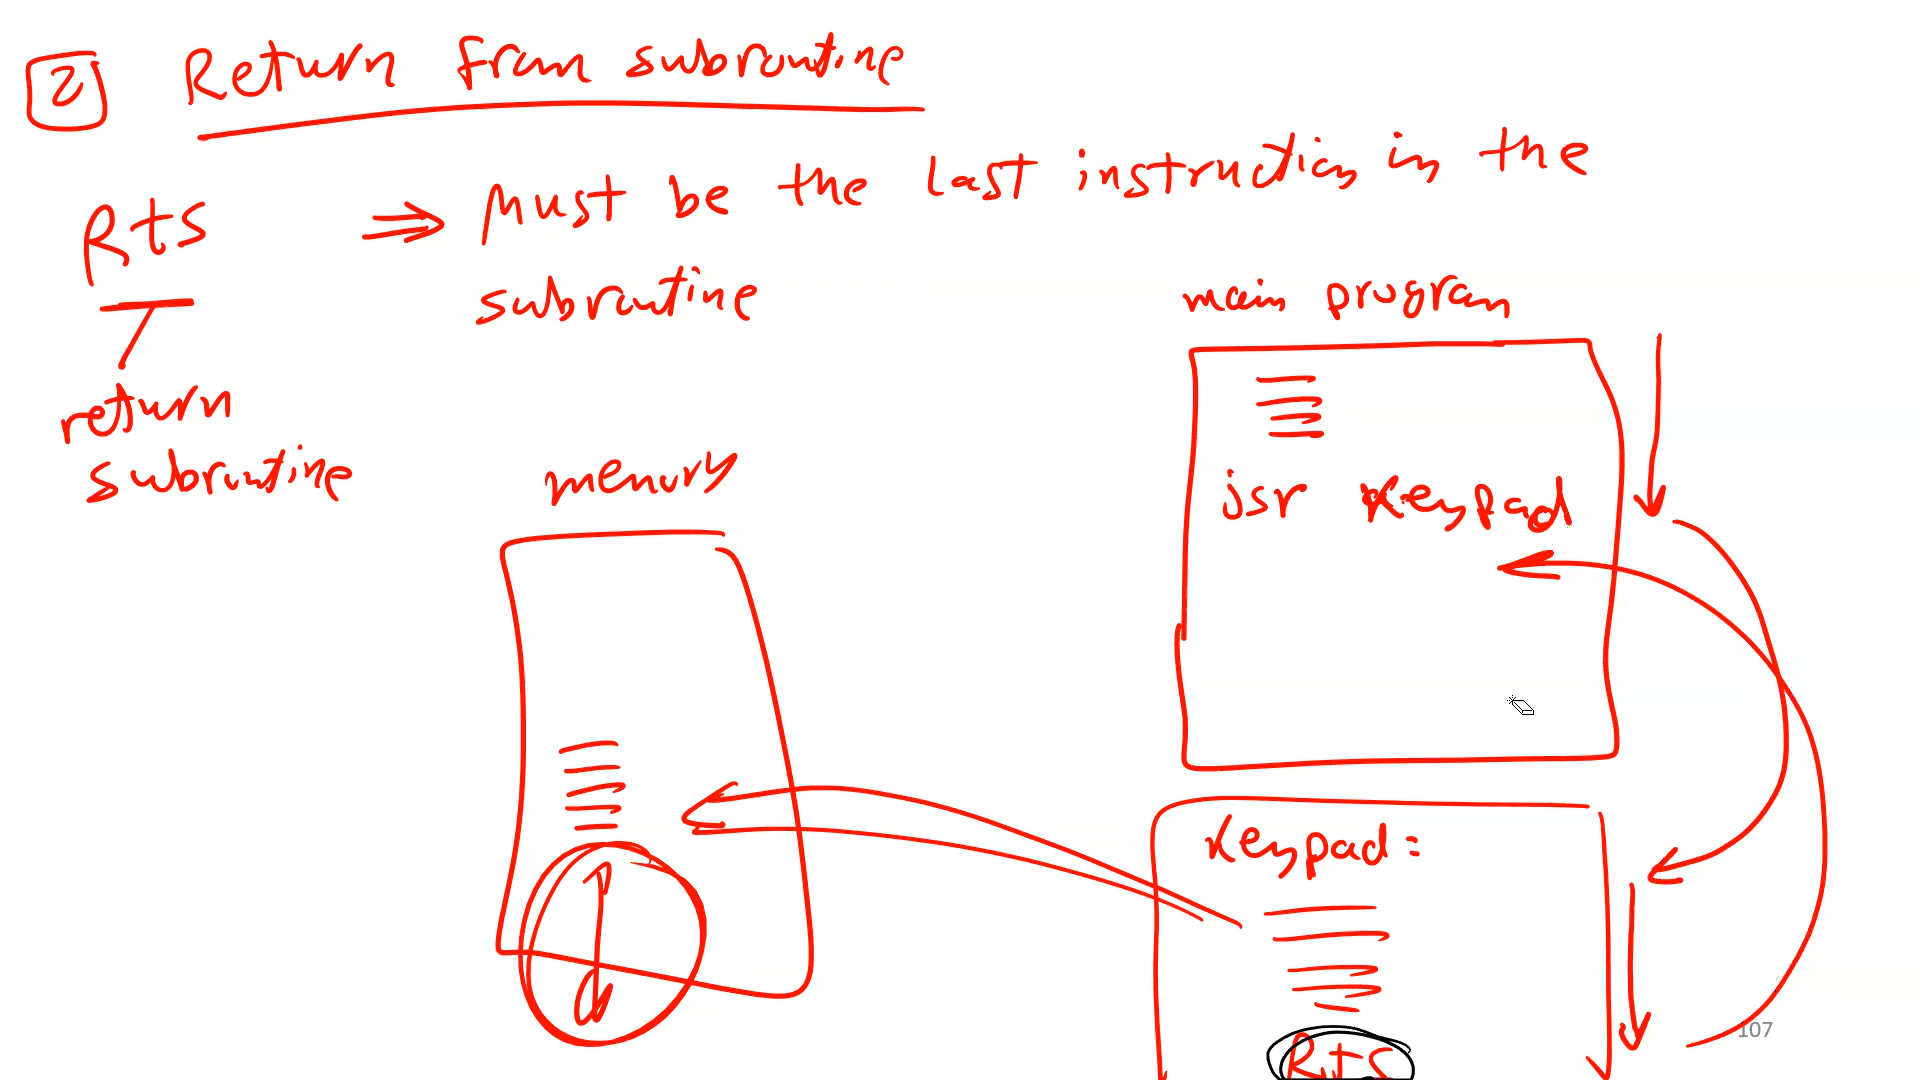 2 Return from subroutine
Rts ⇒ Must be the last instruction in the
subroutine
return
subroutine
memory
main program
jsr Keypad
Keypad:
Rts
107